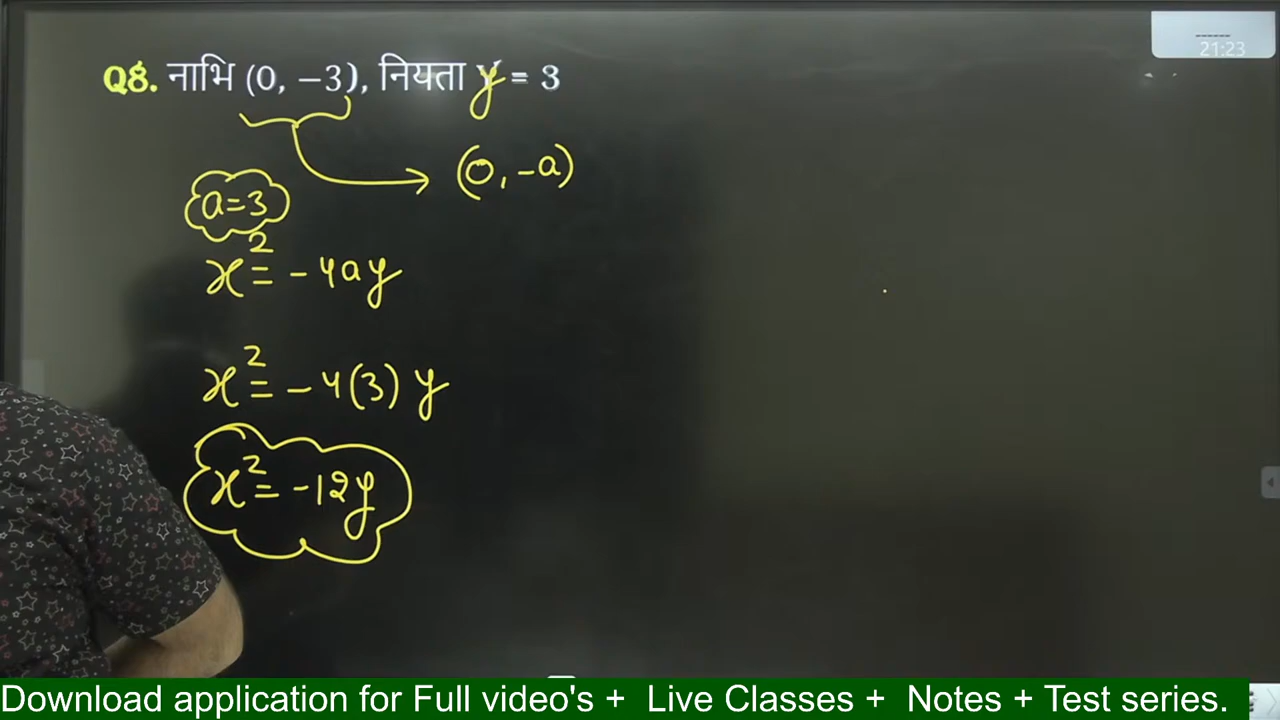 21:23
Q8. नाभि (0, −3), नियता y = 3
(0, -a)
a=3
x² = -4ay
x² = -4(3) y
x² = -12y
Download application for Full video's + Live Classes + Notes + Test series.